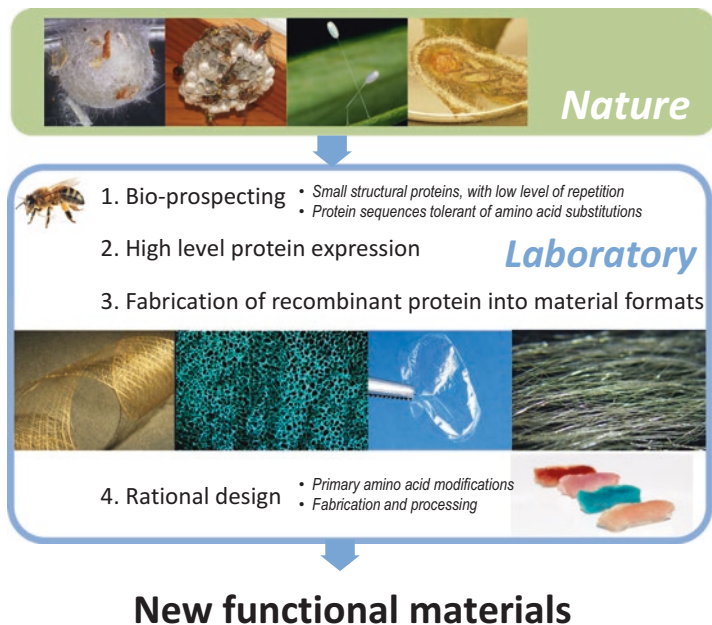 Nature
1. Bio-prospecting
• Small structural proteins, with low level of repetition
• Protein sequences tolerant of amino acid substitutions
2. High level protein expression
Laboratory
3. Fabrication of recombinant protein into material formats
4. Rational design
• Primary amino acid modifications
• Fabrication and processing
New functional materials